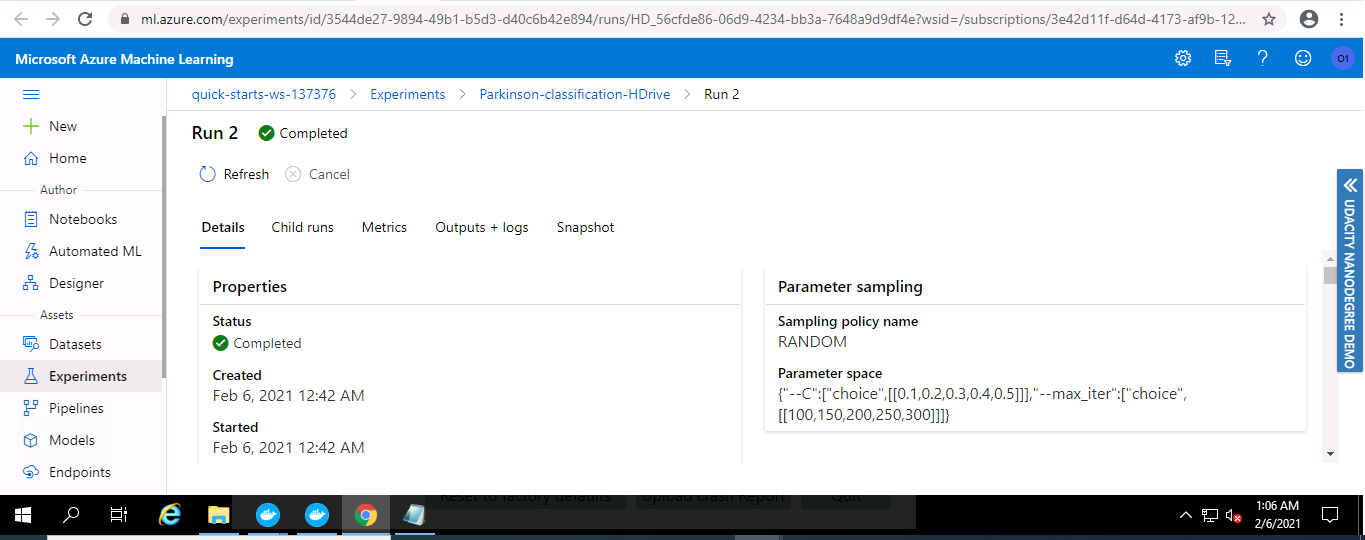 ml.azure.com/experiments/id/3544de27-9894-49b1-b5d3-d40c6b42e894/runs/HD_56cfde86-06d9-4234-bb3a-7648a9d9df4e?wsid=/subscriptions/3e42d11f-d64d-4173-af9b-12...
Microsoft Azure Machine Learning
O1
quick-starts-ws-137376 > Experiments > Parkinson-classification-HDrive > Run 2
New
Home
Author
Notebooks
Automated ML
Designer
Assets
Datasets
Experiments
Pipelines
Models
Endpoints
Run 2 Completed
Refresh Cancel
Details Child runs Metrics Outputs + logs Snapshot
Properties
Status
Completed
Created
Feb 6, 2021 12:42 AM
Started
Feb 6, 2021 12:42 AM
Parameter sampling
Sampling policy name
RANDOM
Parameter space
{"--C":["choice",[[0.1,0.2,0.3,0.4,0.5]]],"--max_iter":["choice",
[[100,150,200,250,300]]]}
UDACITY NANODEGREE DEMO
Reset to factory defaults Upload Crash Report Quit
1:06 AM
2/6/2021